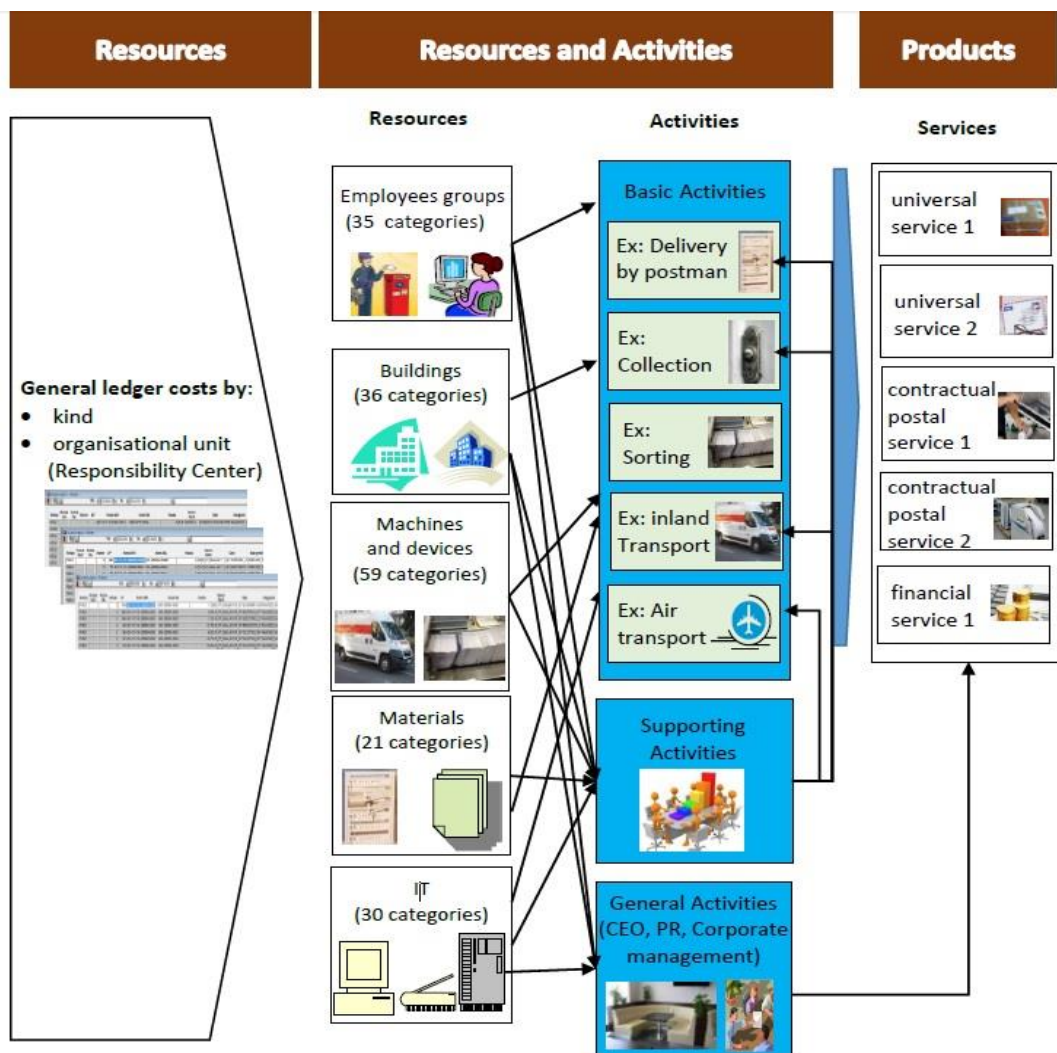 Resources
Resources and Activities
Products
Resources
Activities
Services
General ledger costs by:
• kind
• organisational unit
(Responsibility Center)
Employees groups
(35 categories)
Buildings
(36 categories)
Machines
and devices
(59 categories)
Materials
(21 categories)
IT
(30 categories)
Basic Activities
Ex: Delivery
by postman
Ex:
Collection
Ex:
Sorting
Ex: inland
Transport
Ex: Air
transport
Supporting
Activities
General Activities
(CEO, PR, Corporate
management)
universal
service 1
universal
service 2
contractual
postal
service 1
contractual
postal
service 2
financial
service 1